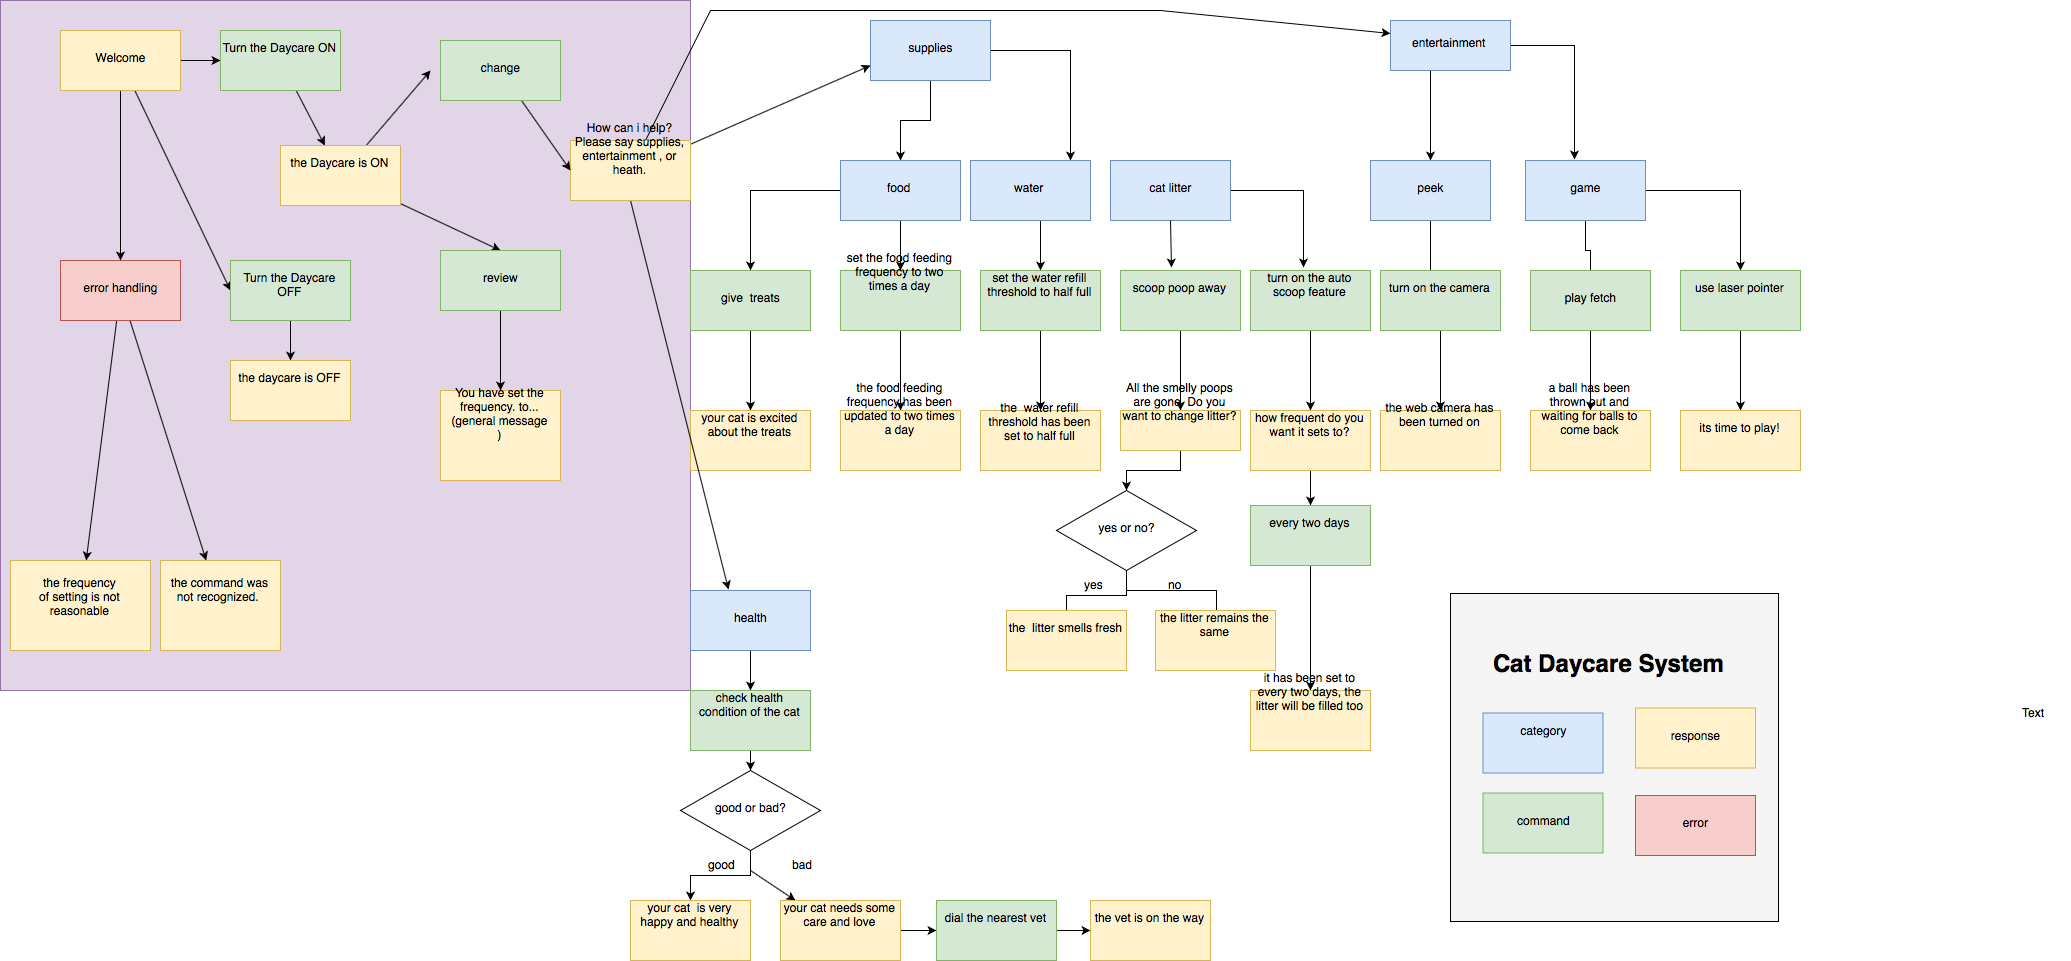 Welcome
Turn the Daycare ON
change
supplies
entertainment
the Daycare is ON
How can i help?
Please say supplies,
entertainment , or
heath.
food
water
cat litter
peek
game
error handling
Turn the Daycare
OFF
review
give  treats
set the food feeding
frequency to two
times a day
set the water refill
threshold to half full
scoop poop away
turn on the auto
scoop feature
turn on the camera
play fetch
use laser pointer
the daycare is OFF
You have set the
frequency. to...
(general message
)
your cat is excited
about the treats
the food feeding
frequency has been
updated to two times
a day
the  water refill
threshold has been
set to half full
All the smelly poops
are gone. Do you
want to change litter?
how frequent do you
want it sets to?
the web camera has
been turned on
a ball has been
thrown out and
waiting for balls to
come back
its time to play!
yes or no?
every two days
the frequency
of setting is not
reasonable
the command was
not recognized.
health
yes
no
the  litter smells fresh
the litter remains the
same
it has been set to
every two days, the
litter will be filled too
check health
condition of the cat
Cat Daycare System
category
response
command
error
Text
good or bad?
good
bad
your cat  is very
happy and healthy
your cat needs some
care and love
dial the nearest vet
the vet is on the way